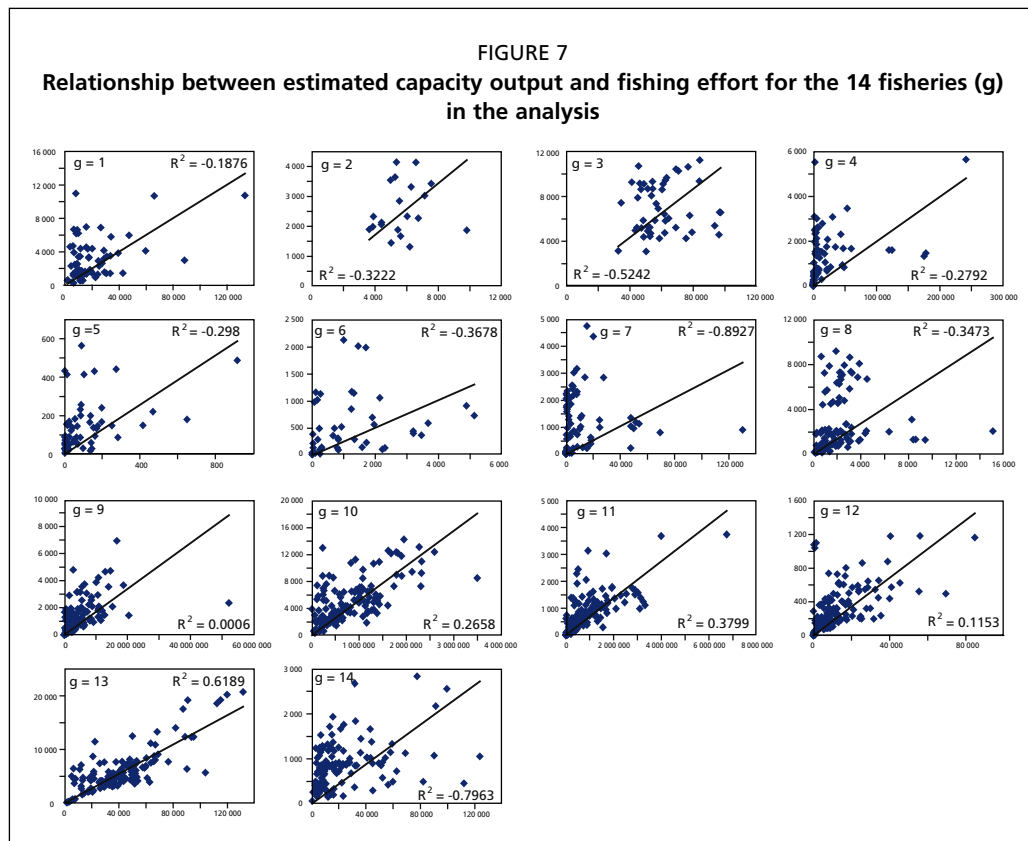 FIGURE 7
Relationship between estimated capacity output and fishing effort for the 14 fisheries (g)
in the analysis
g = 1
R² = -0.1876
16 000
12 000
8 000
4 000
0
0 40 000 80 000 120 000
g = 2
R² = -0.3222
4 000
3 000
2 000
1 000
0
0 4 000 8 000 12 000
g = 3
R² = -0.5242
12 000
8 000
4 000
0
0 40 000 80 000 120 000
g = 4
R² = -0.2792
6 000
4 000
2 000
0
0 100 000 200 000 300 000
g =5
R² = -0.298
600
400
200
0
0 400 800
g = 6
R² = -0.3678
2 500
2 000
1 500
1 000
500
0
0 2 000 4 000 6 000
g = 7
R² = -0.8927
5 000
4 000
3 000
2 000
1 000
0
0 40 000 80 000 120 000
g = 8
R² = -0.3473
12 000
8 000
4 000
0
0 4 000 8 000 12 000 16 000
g = 9
R² = 0.0006
10 000
8 000
6 000
4 000
2 000
0
0 20 000 000 40 000 000 60 000 000
g = 10
R² = 0.2658
20 000
16 000
12 000
8 000
4 000
0
0 1 000 000 2 000 000 3 000 000 4 000 000
g = 11
R² = 0.3799
5 000
4 000
3 000
2 000
1 000
0
0 2 000 000 4 000 000 6 000 000 8 000 000
g = 12
R² = 0.1153
1 600
1 200
800
400
0
0 20 000 40 000 60 000 80 000
g = 13
R² = 0.6189
20 000
10 000
0
0 40 000 80 000 120 000
g = 14
R² = -0.7963
3 000
2 000
1 000
0
0 40 000 80 000 120 000